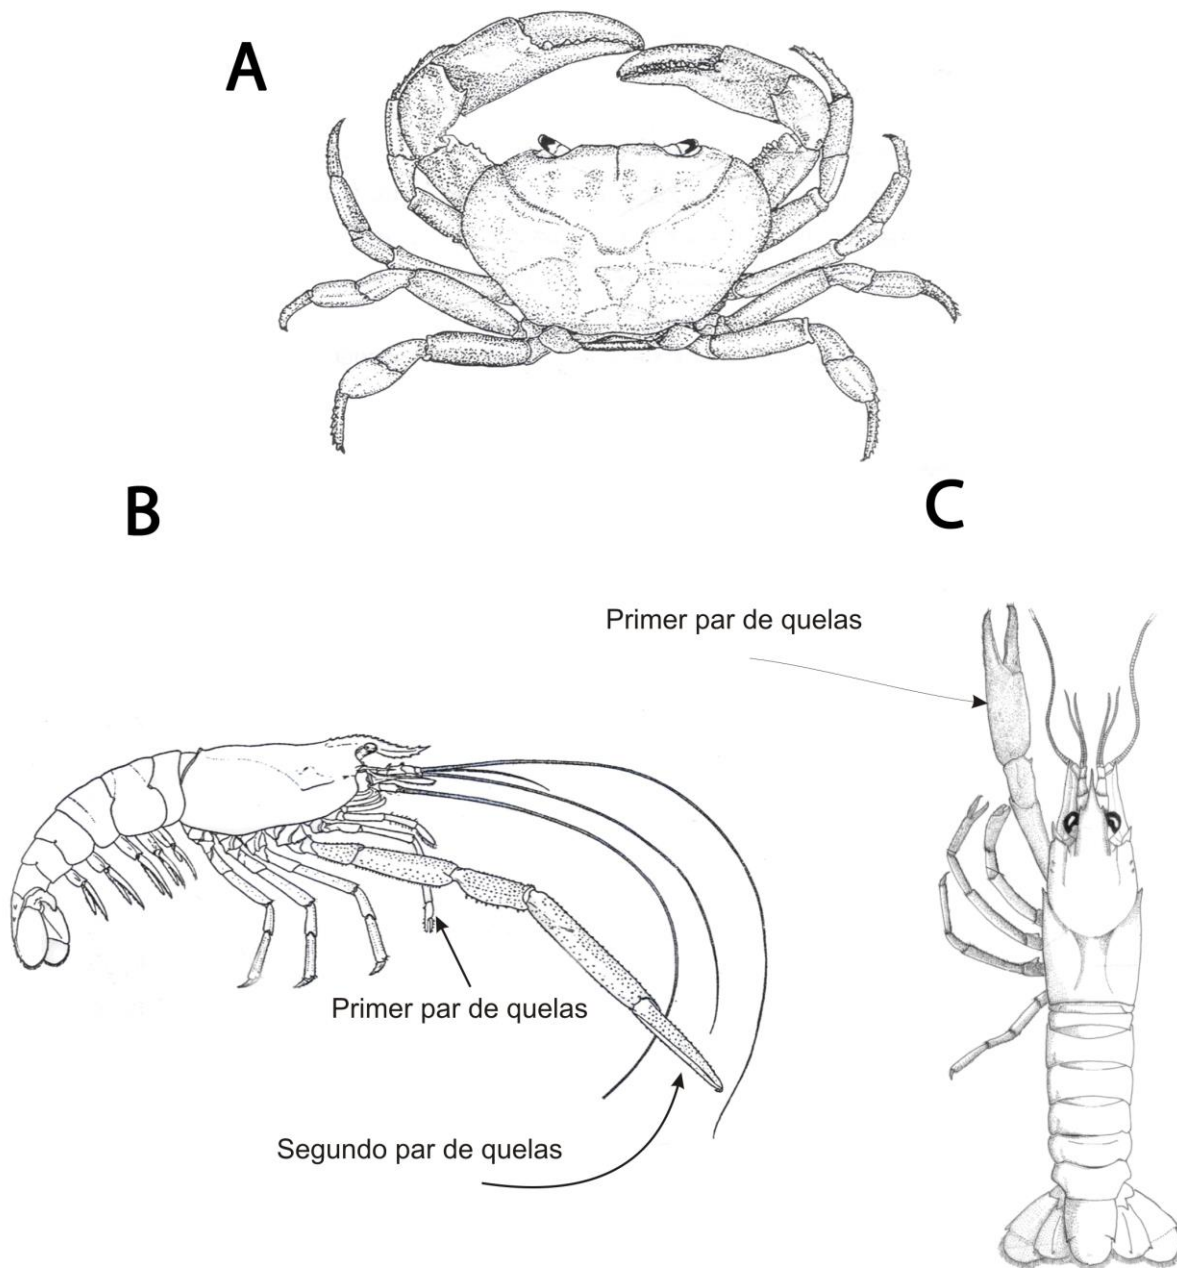 A
B
C
Primer par de quelas
Primer par de quelas
Segundo par de quelas